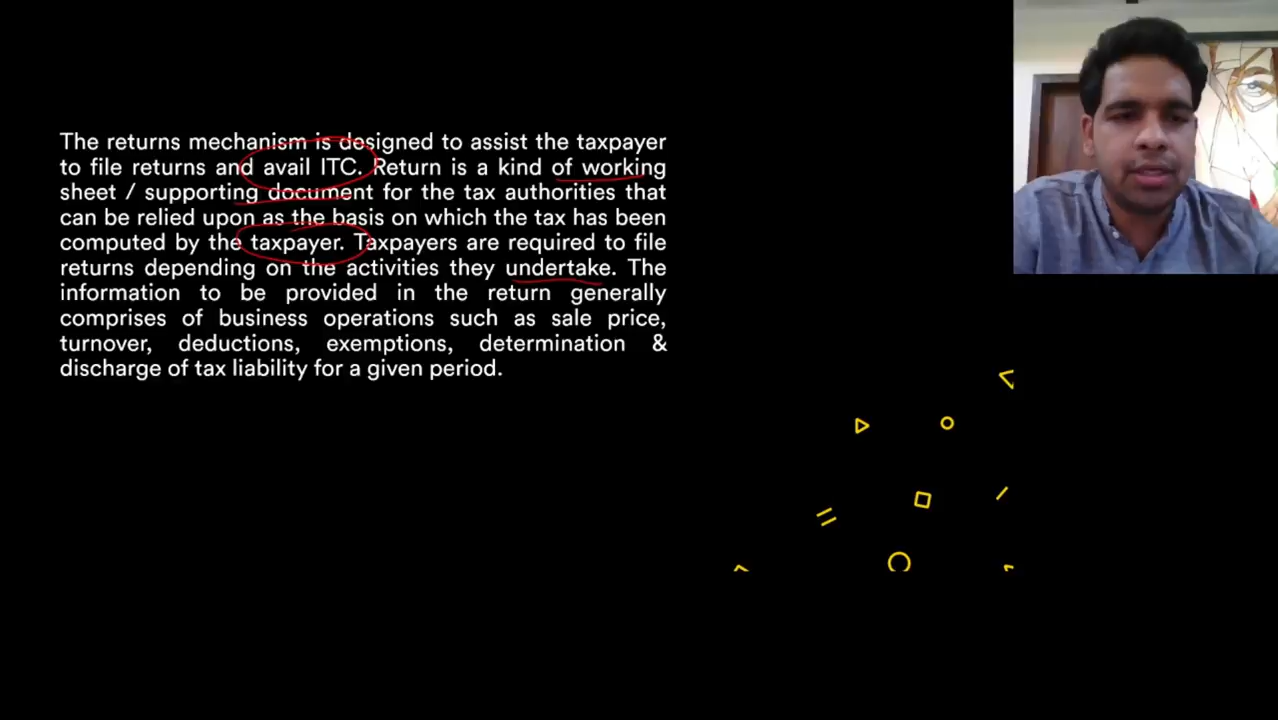 The returns mechanism is designed to assist the taxpayer
to file returns and avail ITC. Return is a kind of working
sheet / supporting document for the tax authorities that
can be relied upon as the basis on which the tax has been
computed by the taxpayer. Taxpayers are required to file
returns depending on the activities they undertake. The
information to be provided in the return generally
comprises of business operations such as sale price,
turnover, deductions, exemptions, determination &
discharge of tax liability for a given period.